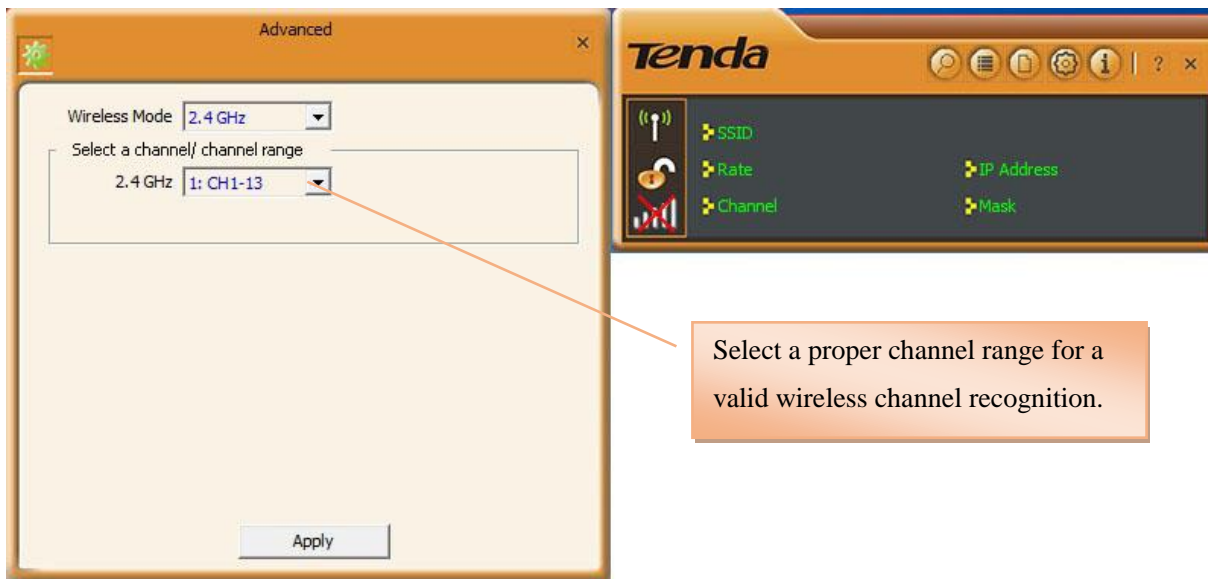 Advanced
×
Wireless Mode 2.4 GHz
Select a channel/ channel range
2.4 GHz 1: CH1-13
Apply
Tenda
i | ? ×
SSID
Rate IP Address
Channel Mask
Select a proper channel range for a
valid wireless channel recognition.